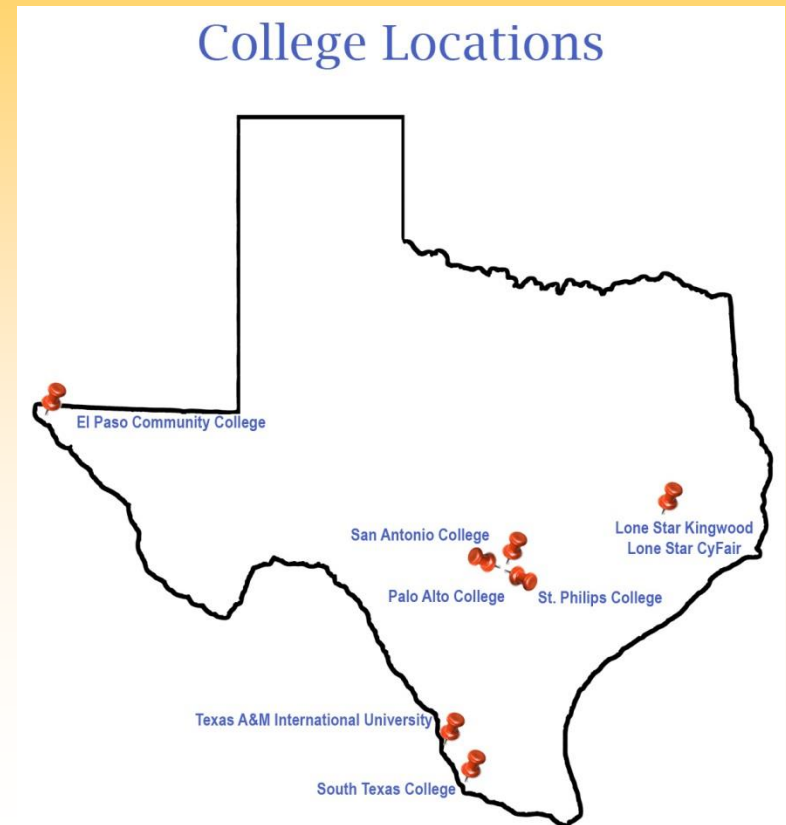 College Locations
El Paso Community College
Lone Star Kingwood
Lone Star CyFair
San Antonio College
Palo Alto College
St. Philips College
Texas A&M International University
South Texas College